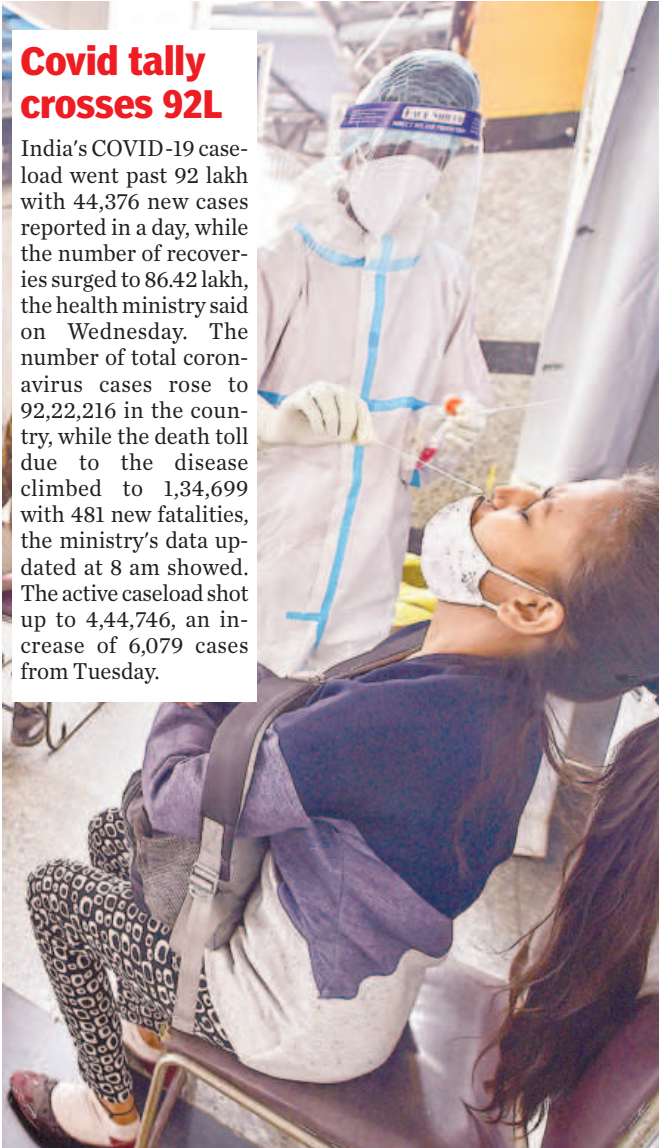 Covid tally
crosses 92L
India's COVID-19 case-
load went past 92 lakh
with 44,376 new cases
reported in a day, while
the number of recover-
ies surged to 86.42 lakh,
the health ministry said
on Wednesday. The
number of total coron-
avirus cases rose to
92,22,216 in the coun-
try, while the death toll
due to the disease
climbed to 1,34,699
with 481 new fatalities,
the ministry's data up-
dated at 8 am showed.
The active caseload shot
up to 4,44,746, an in-
crease of 6,079 cases
from Tuesday.
FACE SHIELD